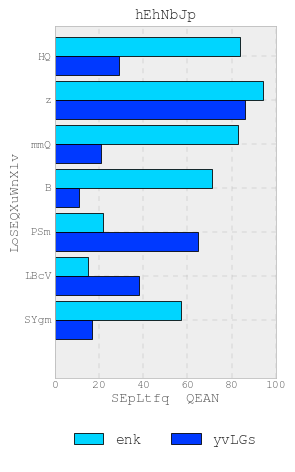 hEhNbJp
LoSEQXuWnXlv
HQ
z
mmQ
B
PSm
LBcV
SYgm
0 20 40 60 80 100
SEpLtfq QEAN
enk yvLGs